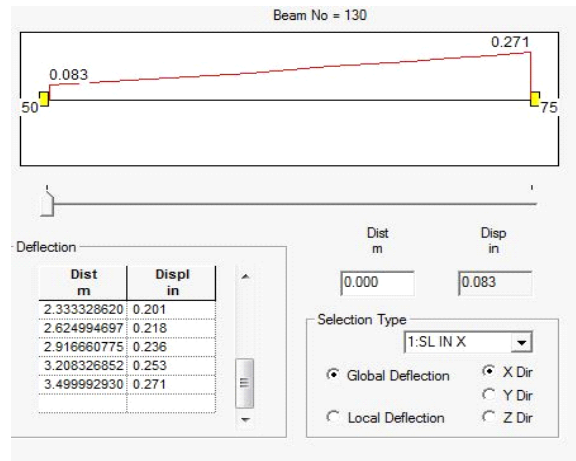 Beam No = 130
0.271
0.083
50
75
Deflection
Dist
m
Displ
in
2.333328620 0.201
2.624994697 0.218
2.916660775 0.236
3.208326852 0.253
3.499992930 0.271
Dist
m
Disp
in
0.000
0.083
Selection Type
1:SL IN X
Global Deflection
X Dir
Y Dir
Local Deflection
Z Dir